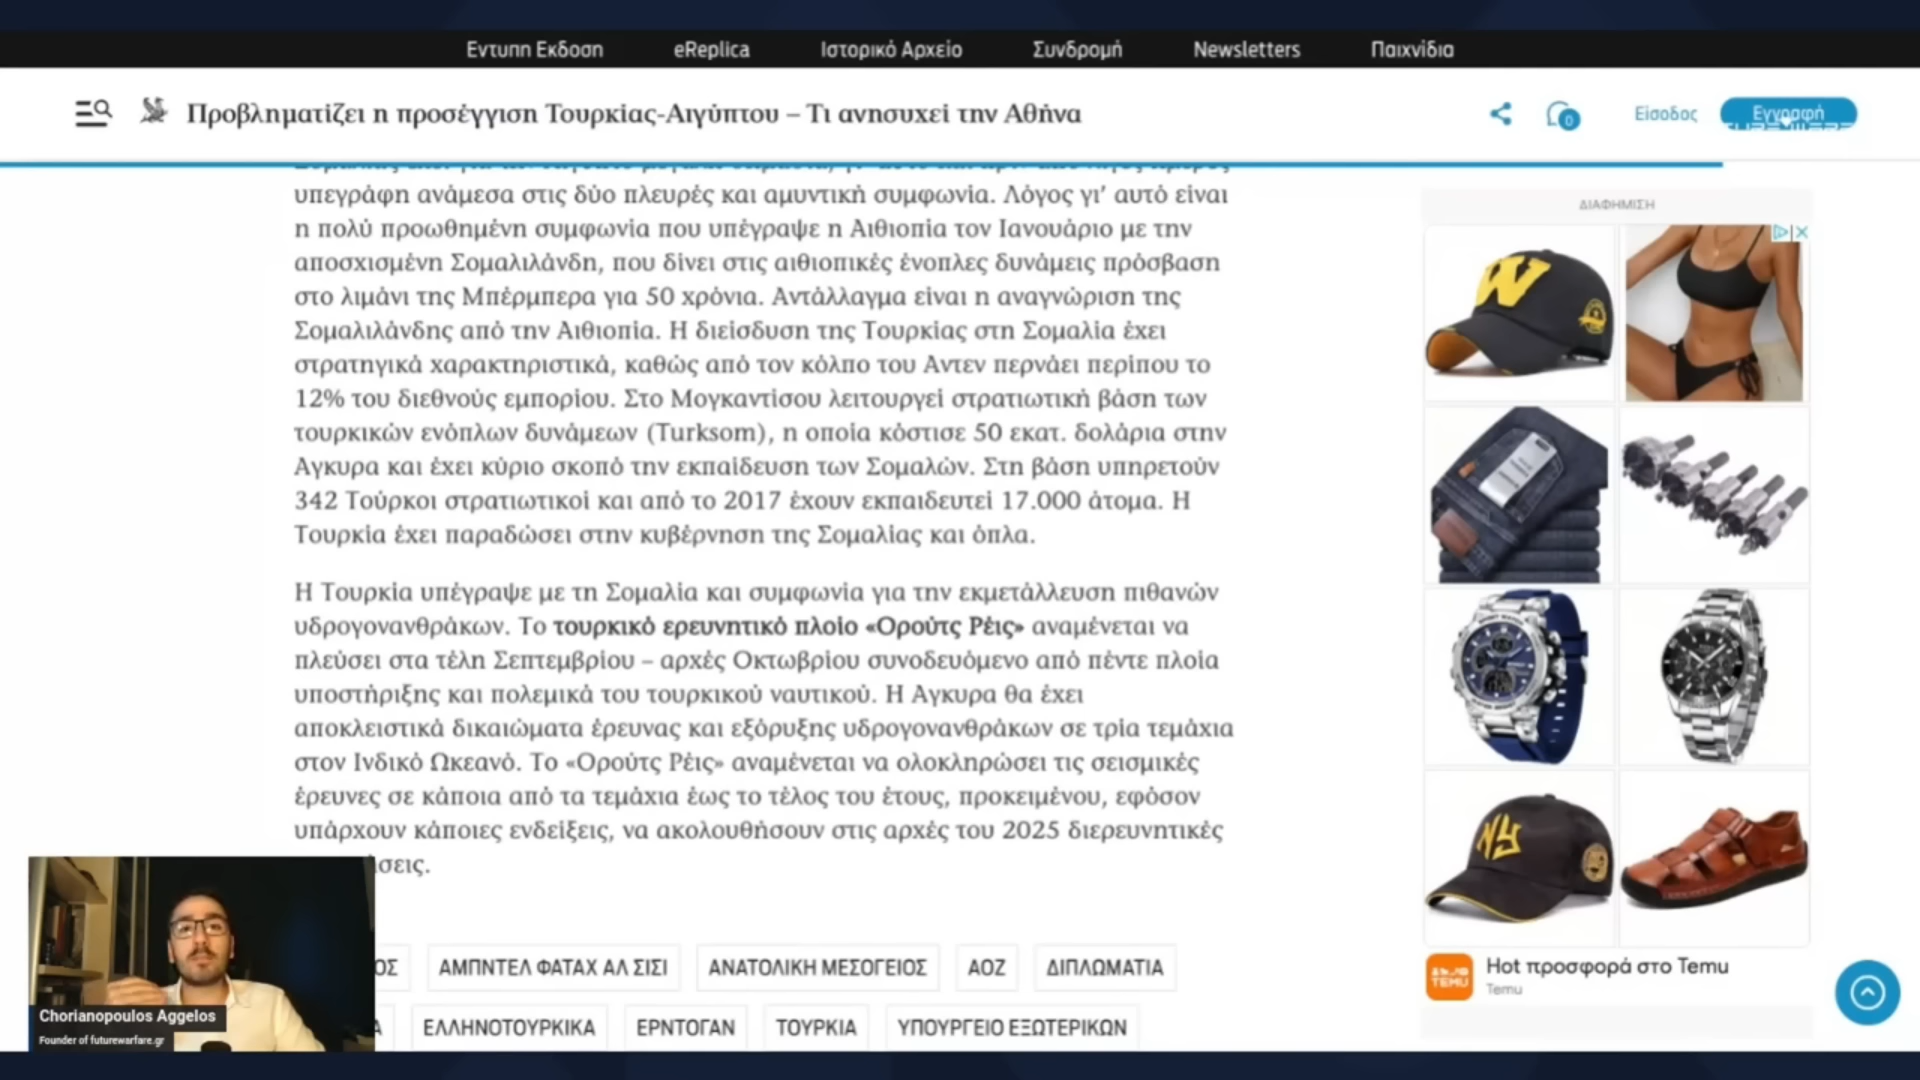 Εντυπη Εκδοση eReplica Ιστορικό Αρχείο Συνδρομή Newsletters Παιχνίδια
Προβληματίζει η προσέγγιση Τουρκίας-Αιγύπτου – Τι ανησυχεί την Αθήνα
0 Είσοδος Εγγραφή
υπεγράφη ανάμεσα στις δύο πλευρές και αμυντική συμφωνία. Λόγος γι’ αυτό είναι
η πολύ προωθημένη συμφωνία που υπέγραψε η Αιθιοπία τον Ιανουάριο με την
αποσχισμένη Σομαλιλάνδη, που δίνει στις αιθιοπικές ένοπλες δυνάμεις πρόσβαση
στο λιμάνι της Μπέρμπερα για 50 χρόνια. Αντάλλαγμα είναι η αναγνώριση της
Σομαλιλάνδης από την Αιθιοπία. Η διείσδυση της Τουρκίας στη Σομαλία έχει
στρατηγικά χαρακτηριστικά, καθώς από τον κόλπο του Αντεν περνάει περίπου το
12% του διεθνούς εμπορίου. Στο Μογκαντίσου λειτουργεί στρατιωτική βάση των
τουρκικών ενόπλων δυνάμεων (Turksom), η οποία κόστισε 50 εκατ. δολάρια στην
Αγκυρα και έχει κύριο σκοπό την εκπαίδευση των Σομαλών. Στη βάση υπηρετούν
342 Τούρκοι στρατιωτικοί και από το 2017 έχουν εκπαιδευτεί 17.000 άτομα. Η
Τουρκία έχει παραδώσει στην κυβέρνηση της Σομαλίας και όπλα.
Η Τουρκία υπέγραψε με τη Σομαλία και συμφωνία για την εκμετάλλευση πιθανών
υδρογονανθράκων. Το τουρκικό ερευνητικό πλοίο «Ορούτς Ρέις» αναμένεται να
πλεύσει στα τέλη Σεπτεμβρίου – αρχές Οκτωβρίου συνοδευόμενο από πέντε πλοία
υποστήριξης και πολεμικά του τουρκικού ναυτικού. Η Αγκυρα θα έχει
αποκλειστικά δικαιώματα έρευνας και εξόρυξης υδρογονανθράκων σε τρία τεμάχια
στον Ινδικό Ωκεανό. Το «Ορούτς Ρέις» αναμένεται να ολοκληρώσει τις σεισμικές
έρευνες σε κάποια από τα τεμάχια έως το τέλος του έτους, προκειμένου, εφόσον
υπάρχουν κάποιες ενδείξεις, να ακολουθήσουν στις αρχές του 2025 διερευνητικές
σεις.
ΟΣ ΑΜΠΝΤΕΛ ΦΑΤΑΧ ΑΛ ΣΙΣΙ ΑΝΑΤΟΛΙΚΗ ΜΕΣΟΓΕΙΟΣ ΑΟΖ ΔΙΠΛΩΜΑΤΙΑ
Α ΕΛΛΗΝΟΤΟΥΡΚΙΚΑ ΕΡΝΤΟΓΑΝ ΤΟΥΡΚΙΑ ΥΠΟΥΡΓΕΙΟ ΕΞΩΤΕΡΙΚΩΝ
Chorianopoulos Aggelos
Founder of futurewarfare.gr
ΔΙΑΦΗΜΙΣΗ
W
NY
TEMU
Hot προσφορά στο Temu
Temu